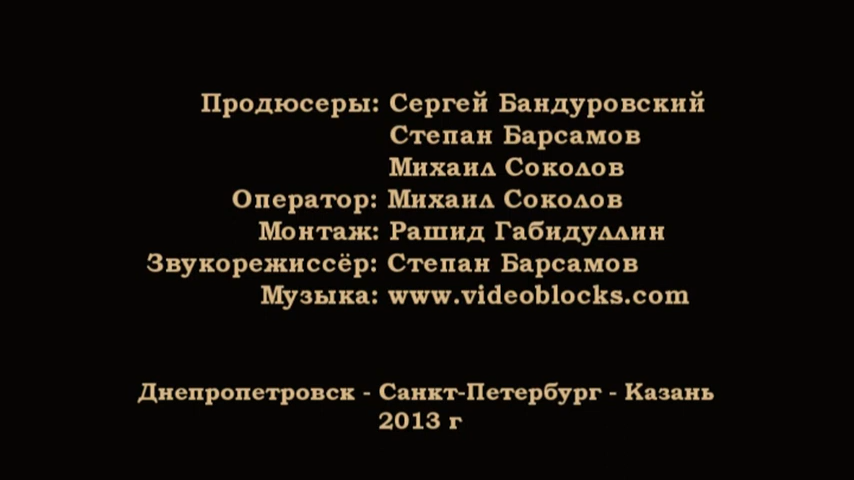 Продюсеры: Сергей Бандуровский
Степан Барсамов
Михаил Соколов
Оператор: Михаил Соколов
Монтаж: Рашид Габидуллин
Звукорежиссёр: Степан Барсамов
Музыка: www.videoblocks.com
Днепропетровск - Санкт-Петербург - Казань
2013 г